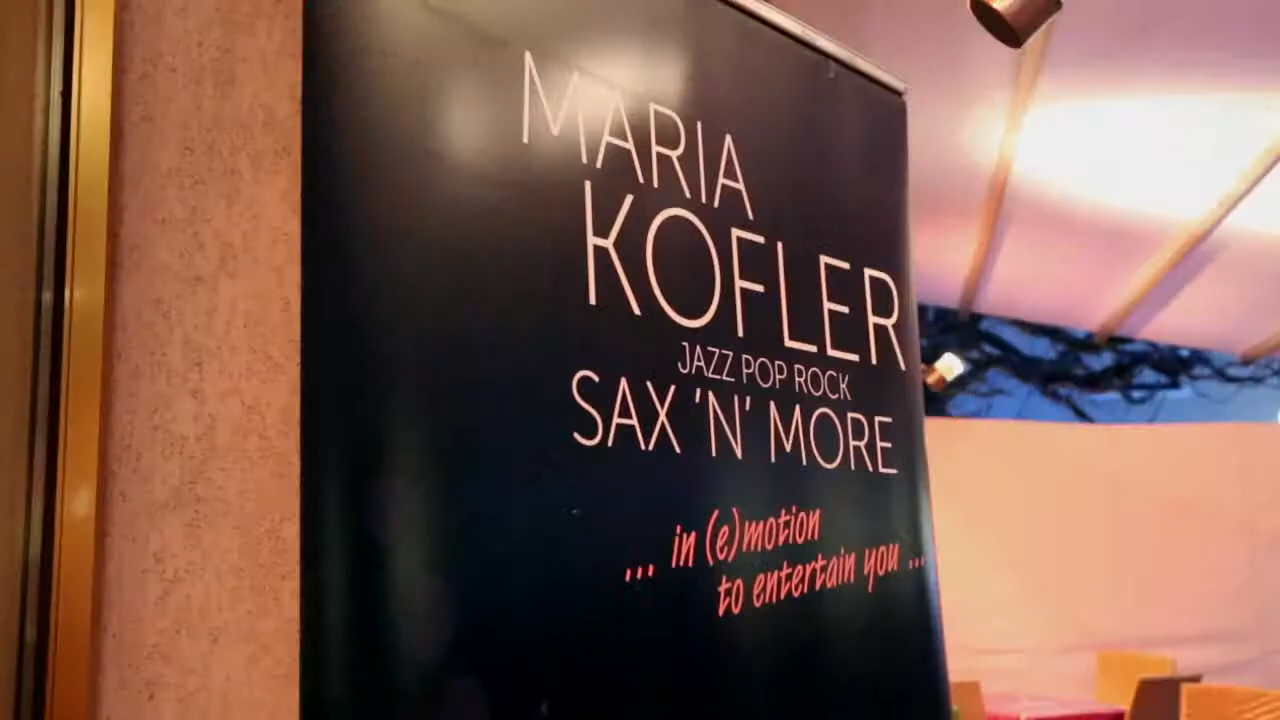 MARIA
KOFLER
JAZZ POP ROCK
SAX 'N' MORE
... in (e)motion
to entertain you ...